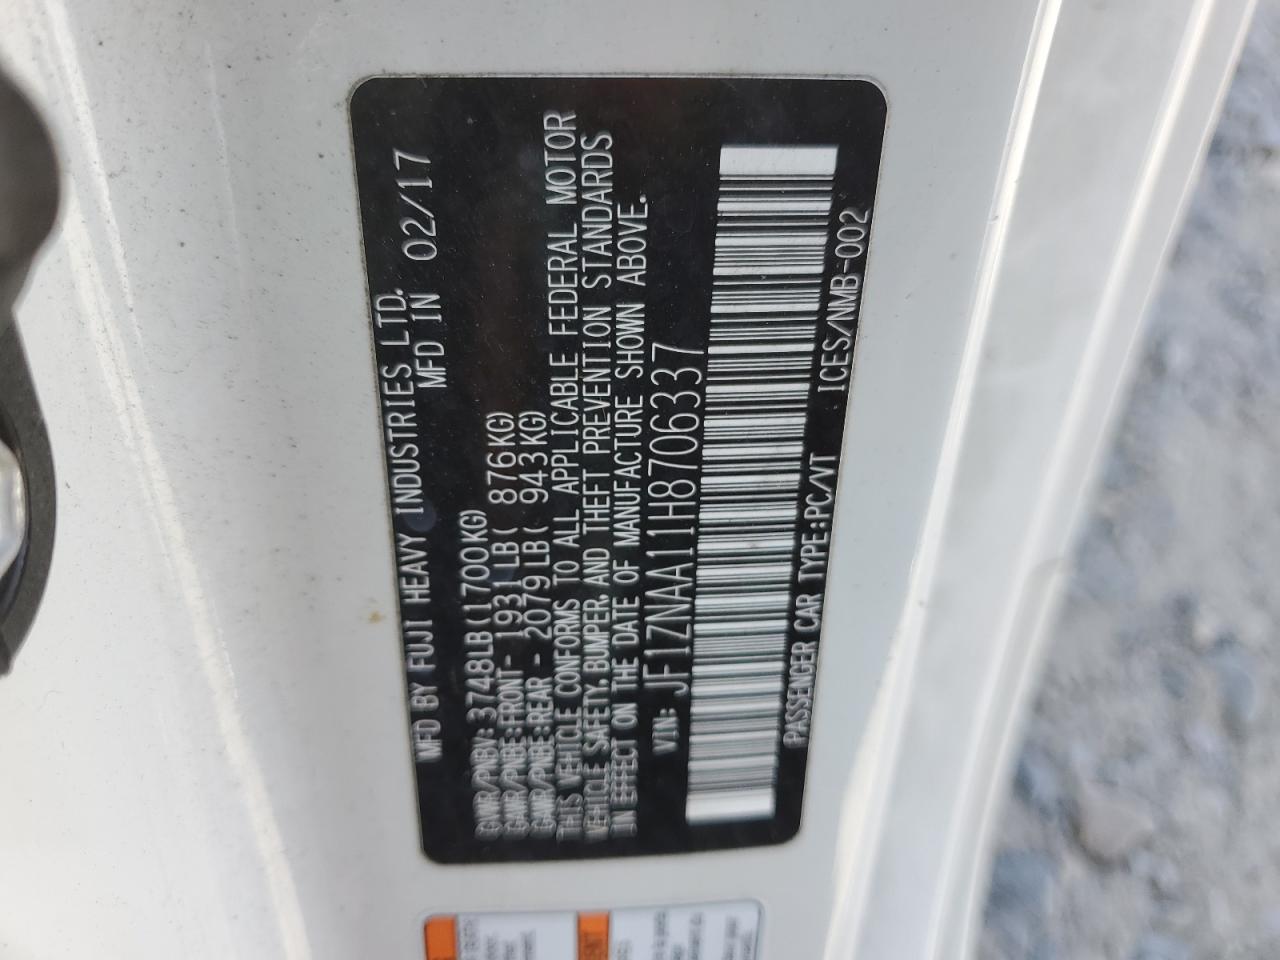 MFD BY FUJI HEAVY INDUSTRIES LTD.
MFD IN 02/17
GVWR/PNBV: 3748LB(1700KG)
GAWR/PNBE:FRONT- 1931LB( 876KG)
GAWR/PNBE:REAR - 2079LB( 943KG)
THIS VEHICLE CONFORMS TO ALL APPLICABLE FEDERAL MOTOR
VEHICLE SAFETY,BUMPER,AND THEFT PREVENTION STANDARDS
IN EFFECT ON THE DATE OF MANUFACTURE SHOWN ABOVE.
VIN: JF1ZNAA11H8706337
PASSENGER CAR TYPE:PC/VT ICES/NMB-002